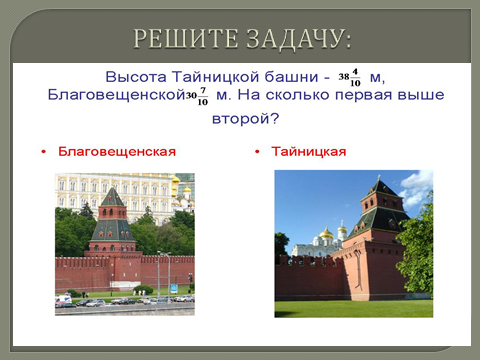 РЕШИТЕ ЗАДАЧУ:
Высота Тайницкой башни - 38 4/10 м,
Благовещенской 30 7/10 м. На сколько первая выше
второй?
• Благовещенская
• Тайницкая